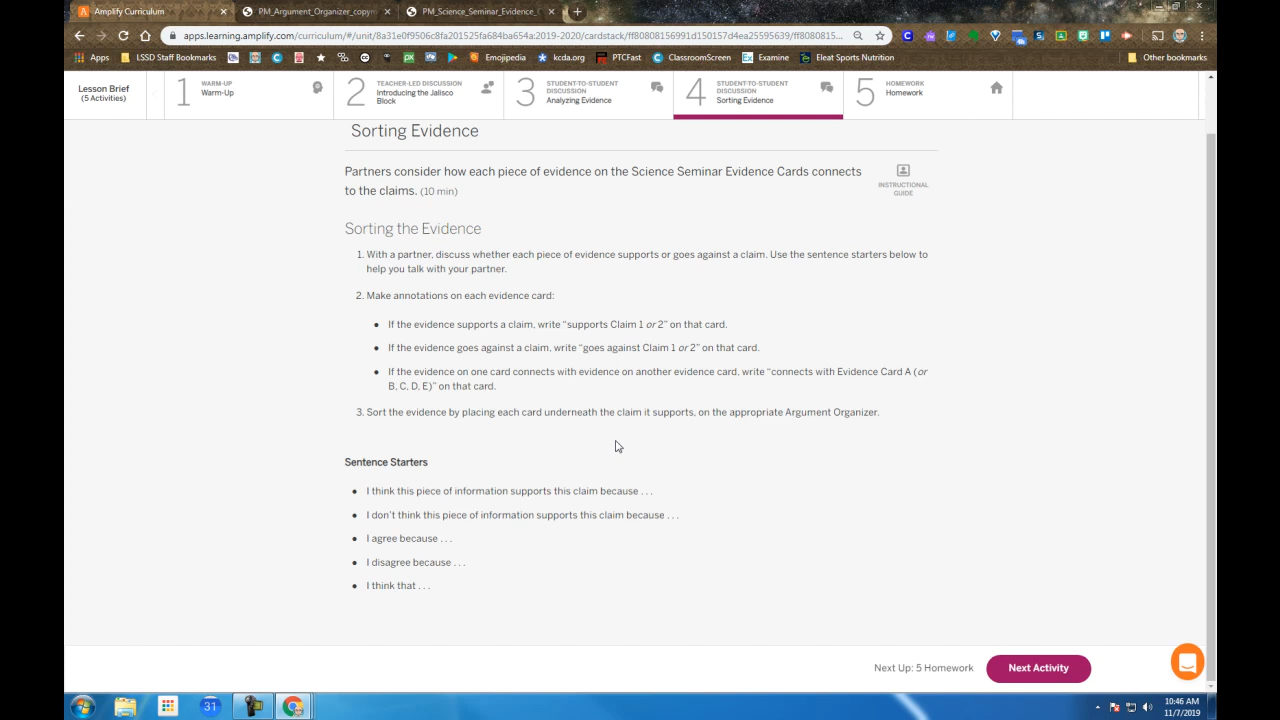 Amplify Curriculum
PM_Argument_Organizer_copyr
PM_Science_Seminar_Evidence_C
apps.learning.amplify.com/curriculum/#/unit/8a31e0f9506c8fa201525fa684ba654a:2019-2020/cardstack/ff80808156991d150157d4ea25595639/ff8080815
Apps
LSSD Staff Bookmarks
Emojipedia
kcda.org
PTCFast
ClassroomScreen
Examine
Eleat Sports Nutrition
Other bookmarks
Lesson Brief
(5 Activities)
1
WARM-UP
Warm-Up
2
TEACHER-LED DISCUSSION
Introducing the Jalisco
Block
3
STUDENT-TO-STUDENT
DISCUSSION
Analyzing Evidence
4
STUDENT-TO-STUDENT
DISCUSSION
Sorting Evidence
5
HOMEWORK
Homework
Sorting Evidence
Partners consider how each piece of evidence on the Science Seminar Evidence Cards connects
to the claims. (10 min)
INSTRUCTIONAL
GUIDE
Sorting the Evidence
1. With a partner, discuss whether each piece of evidence supports or goes against a claim. Use the sentence starters below to
help you talk with your partner.
2. Make annotations on each evidence card:
• If the evidence supports a claim, write “supports Claim 1 or 2” on that card.
• If the evidence goes against a claim, write “goes against Claim 1 or 2” on that card.
• If the evidence on one card connects with evidence on another evidence card, write “connects with Evidence Card A (or
B, C, D, E)” on that card.
3. Sort the evidence by placing each card underneath the claim it supports, on the appropriate Argument Organizer.
Sentence Starters
• I think this piece of information supports this claim because . . .
• I don’t think this piece of information supports this claim because . . .
• I agree because . . .
• I disagree because . . .
• I think that . . .
Next Up: 5 Homework
Next Activity
31
10:46 AM
11/7/2019